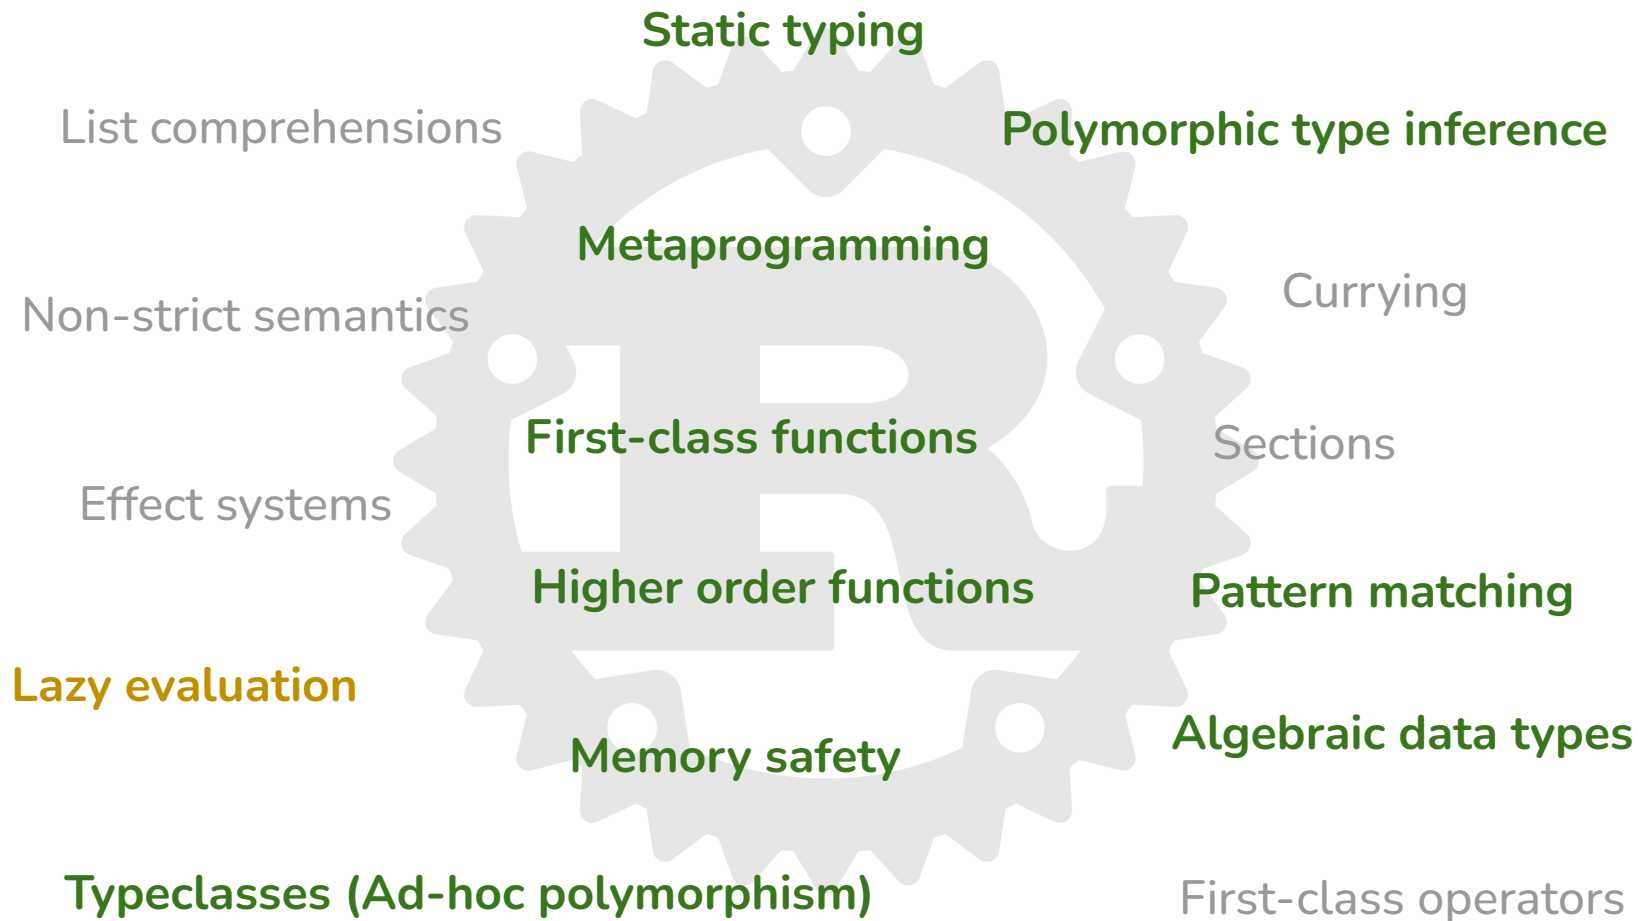 Static typing
List comprehensions
Polymorphic type inference
Metaprogramming
Currying
Non-strict semantics
First-class functions
Sections
Effect systems
Higher order functions
Pattern matching
Lazy evaluation
Algebraic data types
Memory safety
Typeclasses (Ad-hoc polymorphism)
First-class operators
R